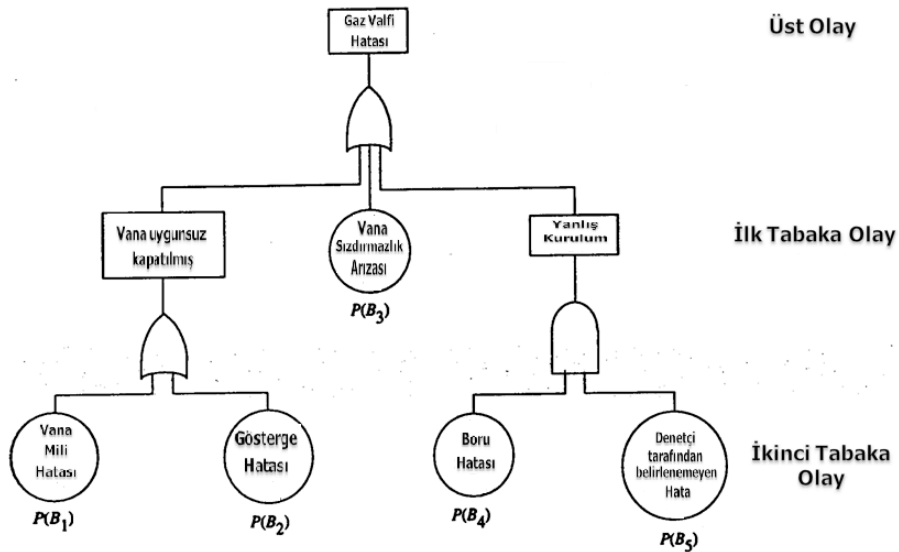 Gaz Valfi
Hatası
Üst Olay
Vana uygunsuz
kapatılmış
Vana
Sızdırmazlık
Arızası
P(B3)
Yanlış
Kurulum
İlk Tabaka Olay
Vana
Mili
Hatası
P(B1)
Gösterge
Hatası
P(B2)
Boru
Hatası
P(B4)
Denetçi
tarafından
belirlenemeyen
Hata
P(B5)
İkinci Tabaka
Olay